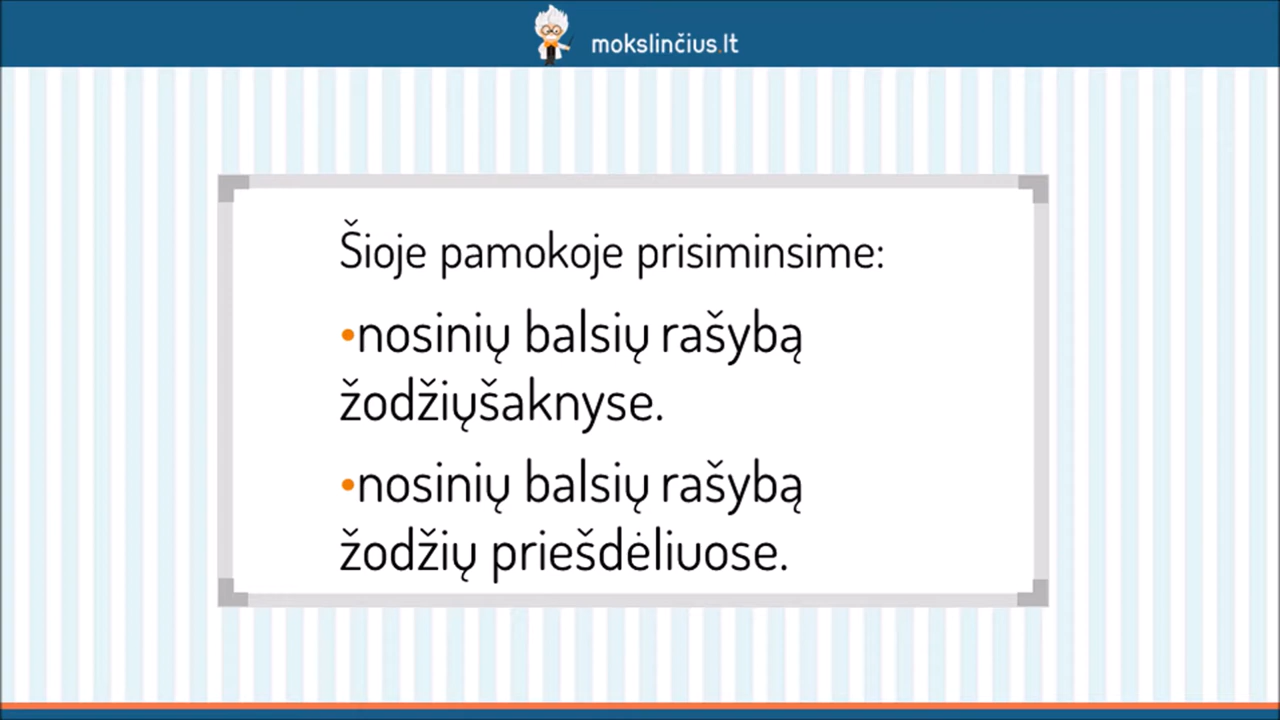 mokslinčius.lt
Šioje pamokoje prisiminsime:
•nosinių balsių rašybą
žodžiųšaknyse.
•nosinių balsių rašybą
žodžių priešdėliuose.